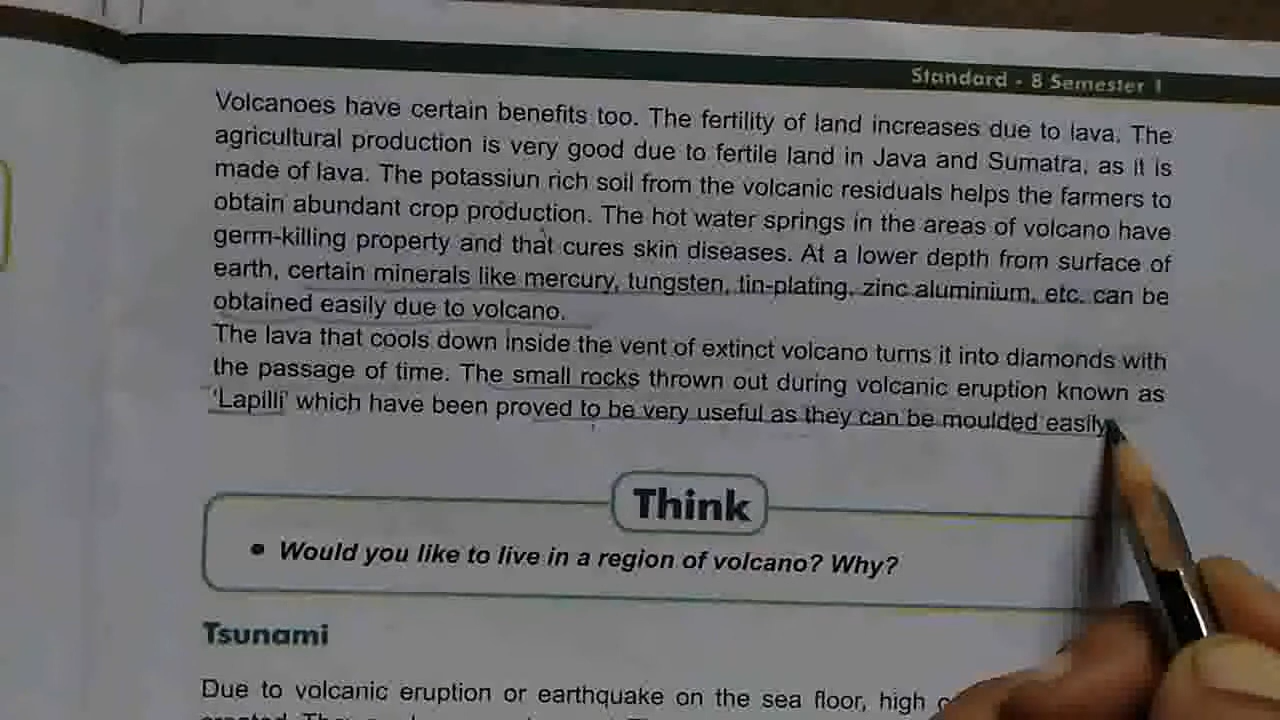 Standard - 8 Semester 1
Volcanoes have certain benefits too. The fertility of land increases due to lava. The
agricultural production is very good due to fertile land in Java and Sumatra, as it is
made of lava. The potassiun rich soil from the volcanic residuals helps the farmers to
obtain abundant crop production. The hot water springs in the areas of volcano have
germ-killing property and that cures skin diseases. At a lower depth from surface of
earth, certain minerals like mercury, tungsten, tin-plating, zinc aluminium, etc. can be
obtained easily due to volcano.
The lava that cools down inside the vent of extinct volcano turns it into diamonds with
the passage of time. The small rocks thrown out during volcanic eruption known as
'Lapilli' which have been proved to be very useful as they can be moulded easily
Think
• Would you like to live in a region of volcano? Why?
Tsunami
Due to volcanic eruption or earthquake on the sea floor, high